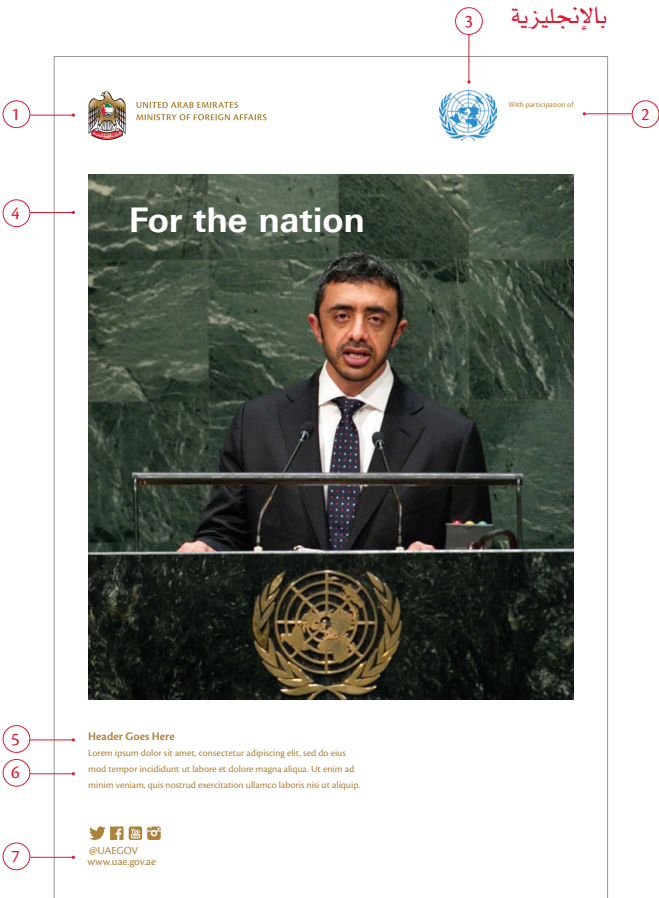 بالإنجليزية
3
1
UNITED ARAB EMIRATES
MINISTRY OF FOREIGN AFFAIRS
With participation of
2
4
For the nation
5
Header Goes Here
Lorem ipsum dolor sit amet, consectetur adipiscing elit, sed do eius
6
mod tempor incididunt ut labore et dolore magna aliqua. Ut enim ad
minim veniam, quis nostrud exercitation ullamco laboris nisi ut aliquip.
You
Tube
@UAEGOV
7
www.uae.gov.ae